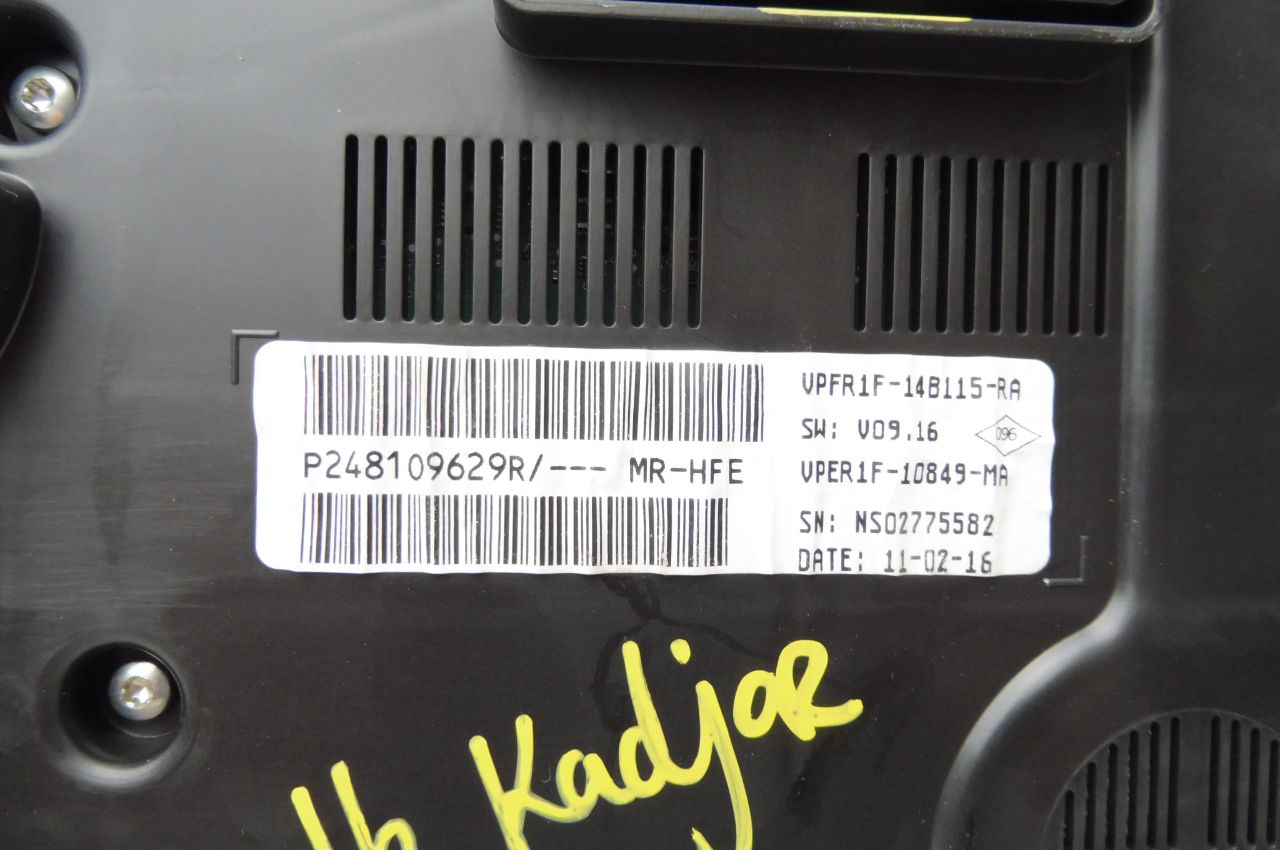 VPFR1F-14B115-RA
SW: V09.16
096
P248109629R/--- MR-HFE
VPER1F-10849-MA
SN: NS02775582
DATE: 11-02-16
16 Kadjar